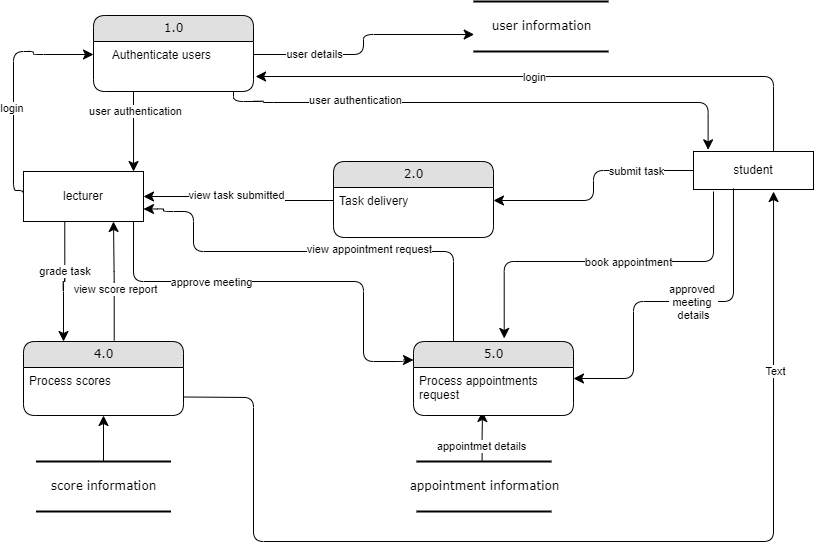 1.0
Authenticate users
user information
user details
login
login
user authentication
user authentication
student
lecturer
2.0
Task delivery
submit task
view task submitted
view appointment request
book appointment
grade task
view score report
approve meeting
approved
meeting
details
4.0
Process scores
5.0
Process appointments
request
Text
appointmet details
score information
appointment information